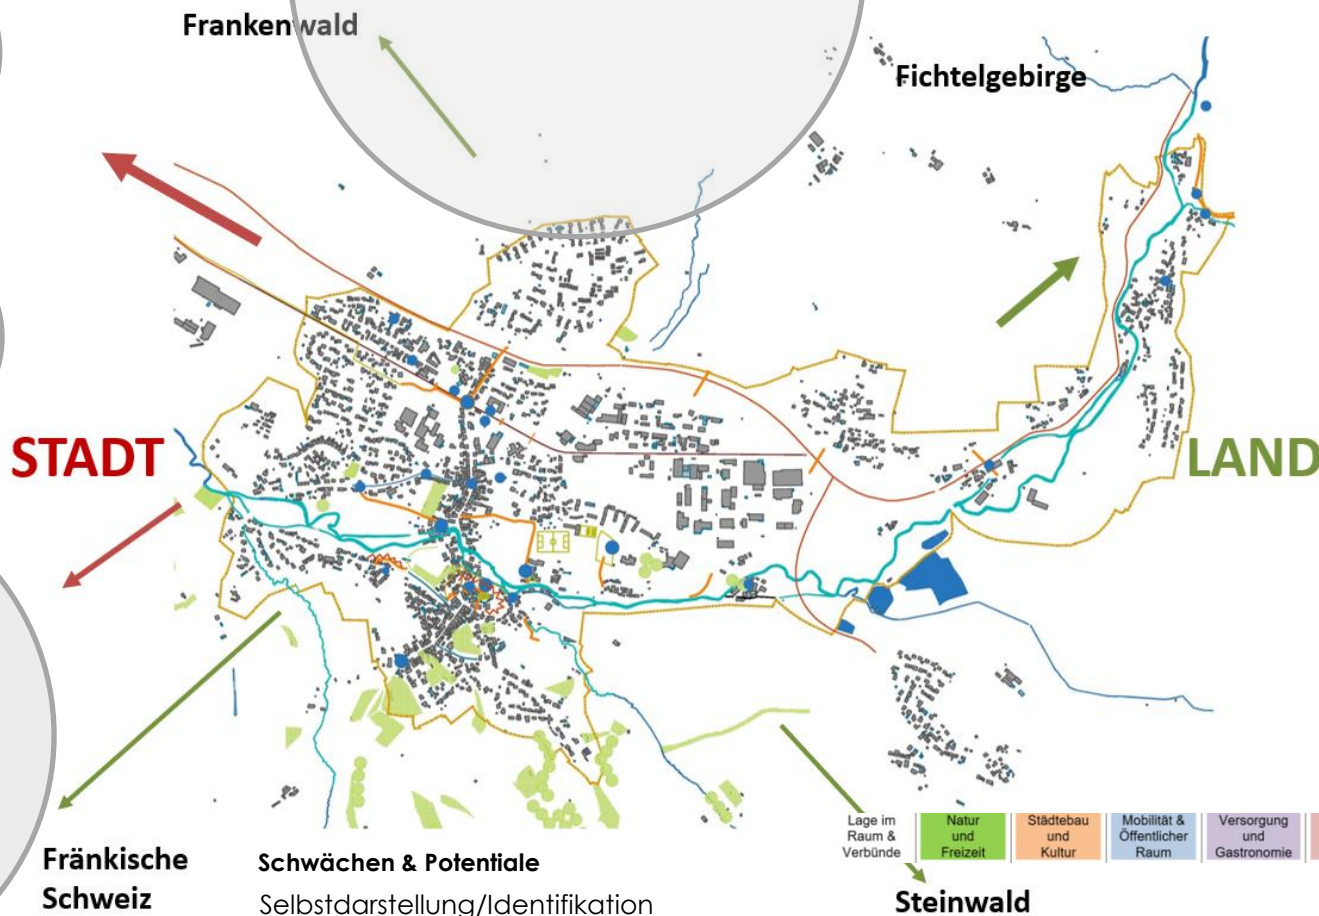 Frankenwald
Fichtelgebirge
STADT
LAND
Lage im
Raum &
Verbünde
Natur
und
Freizeit
Städtebau
und
Kultur
Mobilität &
Öffentlicher
Raum
Versorgung
und
Gastronomie
Fränkische
Schweiz
Schwächen & Potentiale
Selbstdarstellung/Identifikation
Steinwald